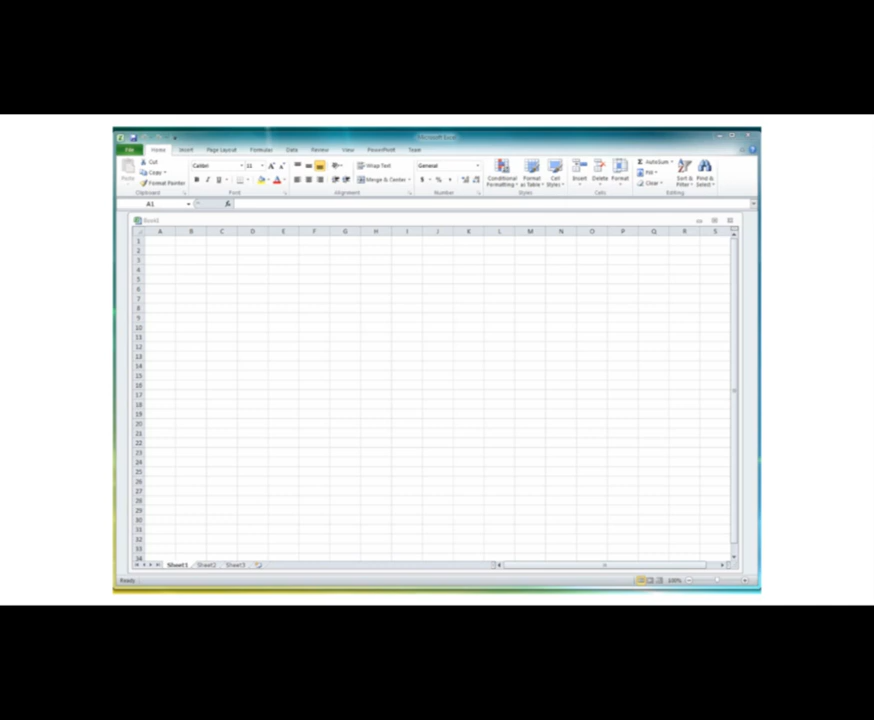 Microsoft Excel
File Home Insert Page Layout Formulas Data Review View PowerPivot Team
Cut
Calibri 11
Wrap Text
General
AutoSum
Paste
Copy
Conditional Formatting
Format as Table
Cell Styles
Insert Delete Format
Fill
Sort & Filter
Find & Select
Format Painter
B I U
Merge & Center
$ % ,
Clear
Clipboard Font Alignment Number Styles Cells Editing
A1 fx
Book1
A B C D E F G H I J K L M N O P Q R S
1
2
3
4
5
6
7
8
9
10
11
12
13
14
15
16
17
18
19
20
21
22
23
24
25
26
27
28
29
30
31
32
33
34
Sheet1 Sheet2 Sheet3
Ready 100%